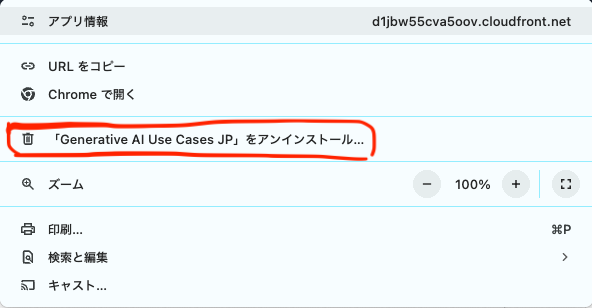 アプリ情報 d1jbw55cva5oov.cloudfront.net
URL をコピー
Chrome で開く
「Generative AI Use Cases JP」をアンインストール...
ズーム 100%
印刷... ⌘P
検索と編集
キャスト...